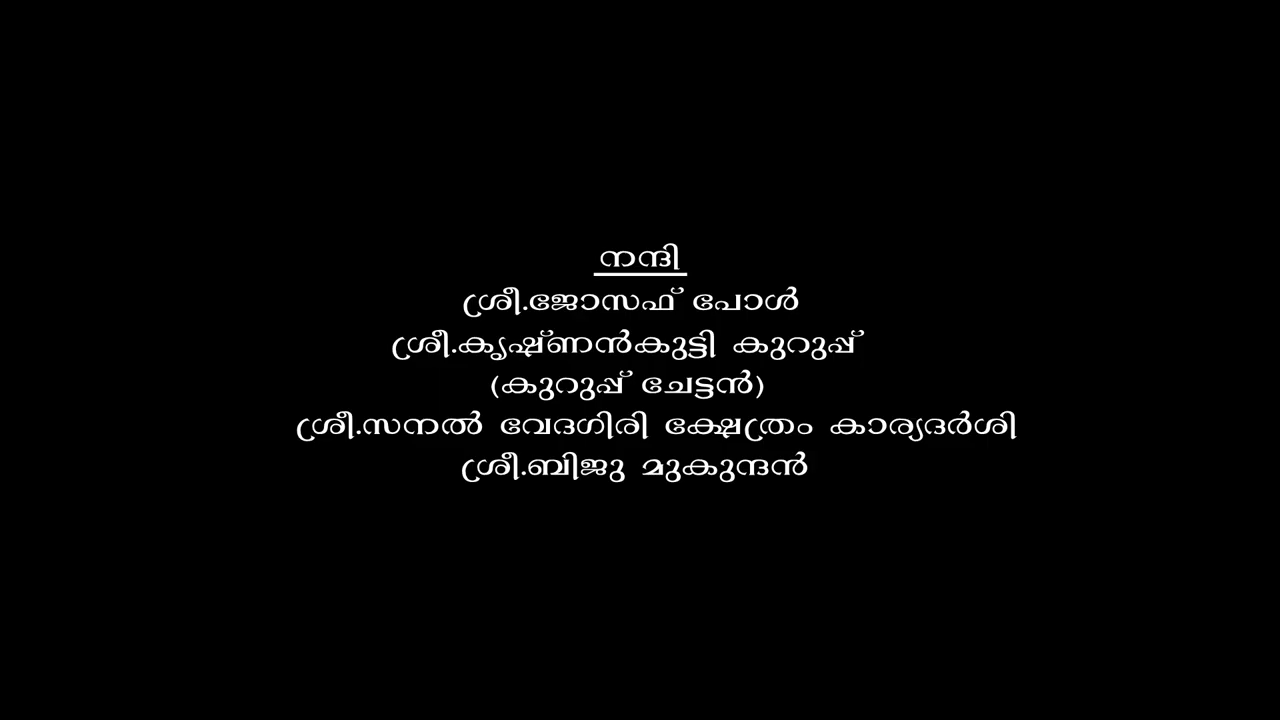 നന്ദി
ശ്രീ.ജോസഫ് പോൾ
ശ്രീ.കൃഷ്ണൻകുട്ടി കുറുപ്പ്
(കുറുപ്പ് ചേട്ടൻ)
ശ്രീ.സനൽ വേദഗിരി ക്ഷേത്രം കാര്യദർശി
ശ്രീ.ബിജു മുകുന്ദൻ